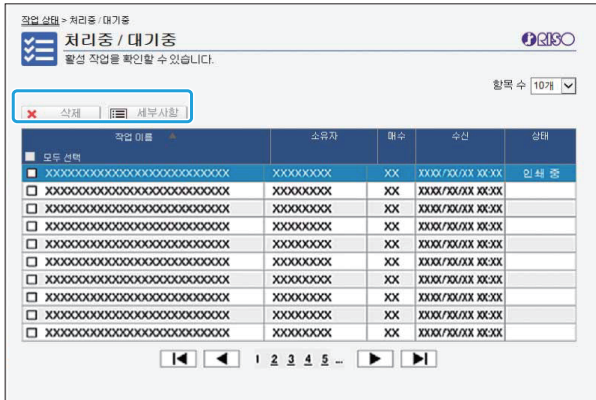 작업 상태 > 처리중 / 대기중
처리중 / 대기중
RISO
활성 작업을 확인할 수 있습니다.
항목 수 10개
삭제 세부사항
작업 이름 소유자 매수 수신 상태
모두 선택
XXXXXXXXXXXXXXXXXXXXXXXXX XXXXXXXX XX XXXX/XX/XX XX:XX 인쇄 중
XXXXXXXXXXXXXXXXXXXXXXXXX XXXXXXXX XX XXXX/XX/XX XX:XX
XXXXXXXXXXXXXXXXXXXXXXXXX XXXXXXXX XX XXXX/XX/XX XX:XX
XXXXXXXXXXXXXXXXXXXXXXXXX XXXXXXXX XX XXXX/XX/XX XX:XX
XXXXXXXXXXXXXXXXXXXXXXXXX XXXXXXXX XX XXXX/XX/XX XX:XX
XXXXXXXXXXXXXXXXXXXXXXXXX XXXXXXXX XX XXXX/XX/XX XX:XX
XXXXXXXXXXXXXXXXXXXXXXXXX XXXXXXXX XX XXXX/XX/XX XX:XX
XXXXXXXXXXXXXXXXXXXXXXXXX XXXXXXXX XX XXXX/XX/XX XX:XX
XXXXXXXXXXXXXXXXXXXXXXXXX XXXXXXXX XX XXXX/XX/XX XX:XX
XXXXXXXXXXXXXXXXXXXXXXXXX XXXXXXXX XX XXXX/XX/XX XX:XX
1 2 3 4 5 ...